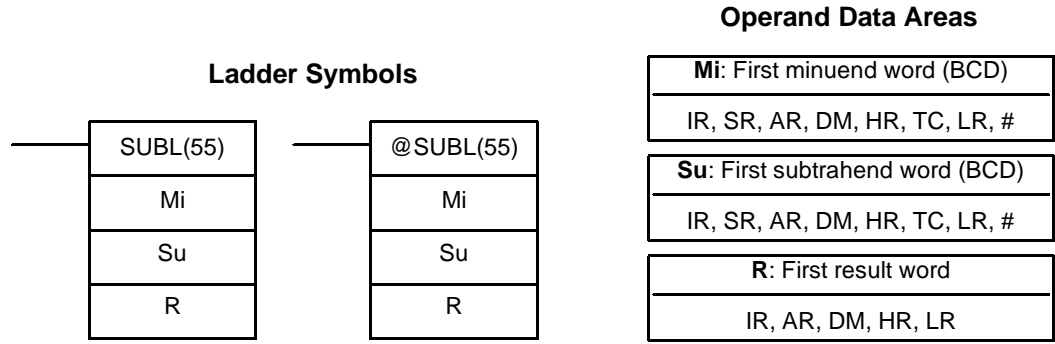 Ladder Symbols
SUBL(55)
Mi
Su
R
@SUBL(55)
Mi
Su
R
Operand Data Areas
Mi: First minuend word (BCD)
IR, SR, AR, DM, HR, TC, LR, #
Su: First subtrahend word (BCD)
IR, SR, AR, DM, HR, TC, LR, #
R: First result word
IR, AR, DM, HR, LR